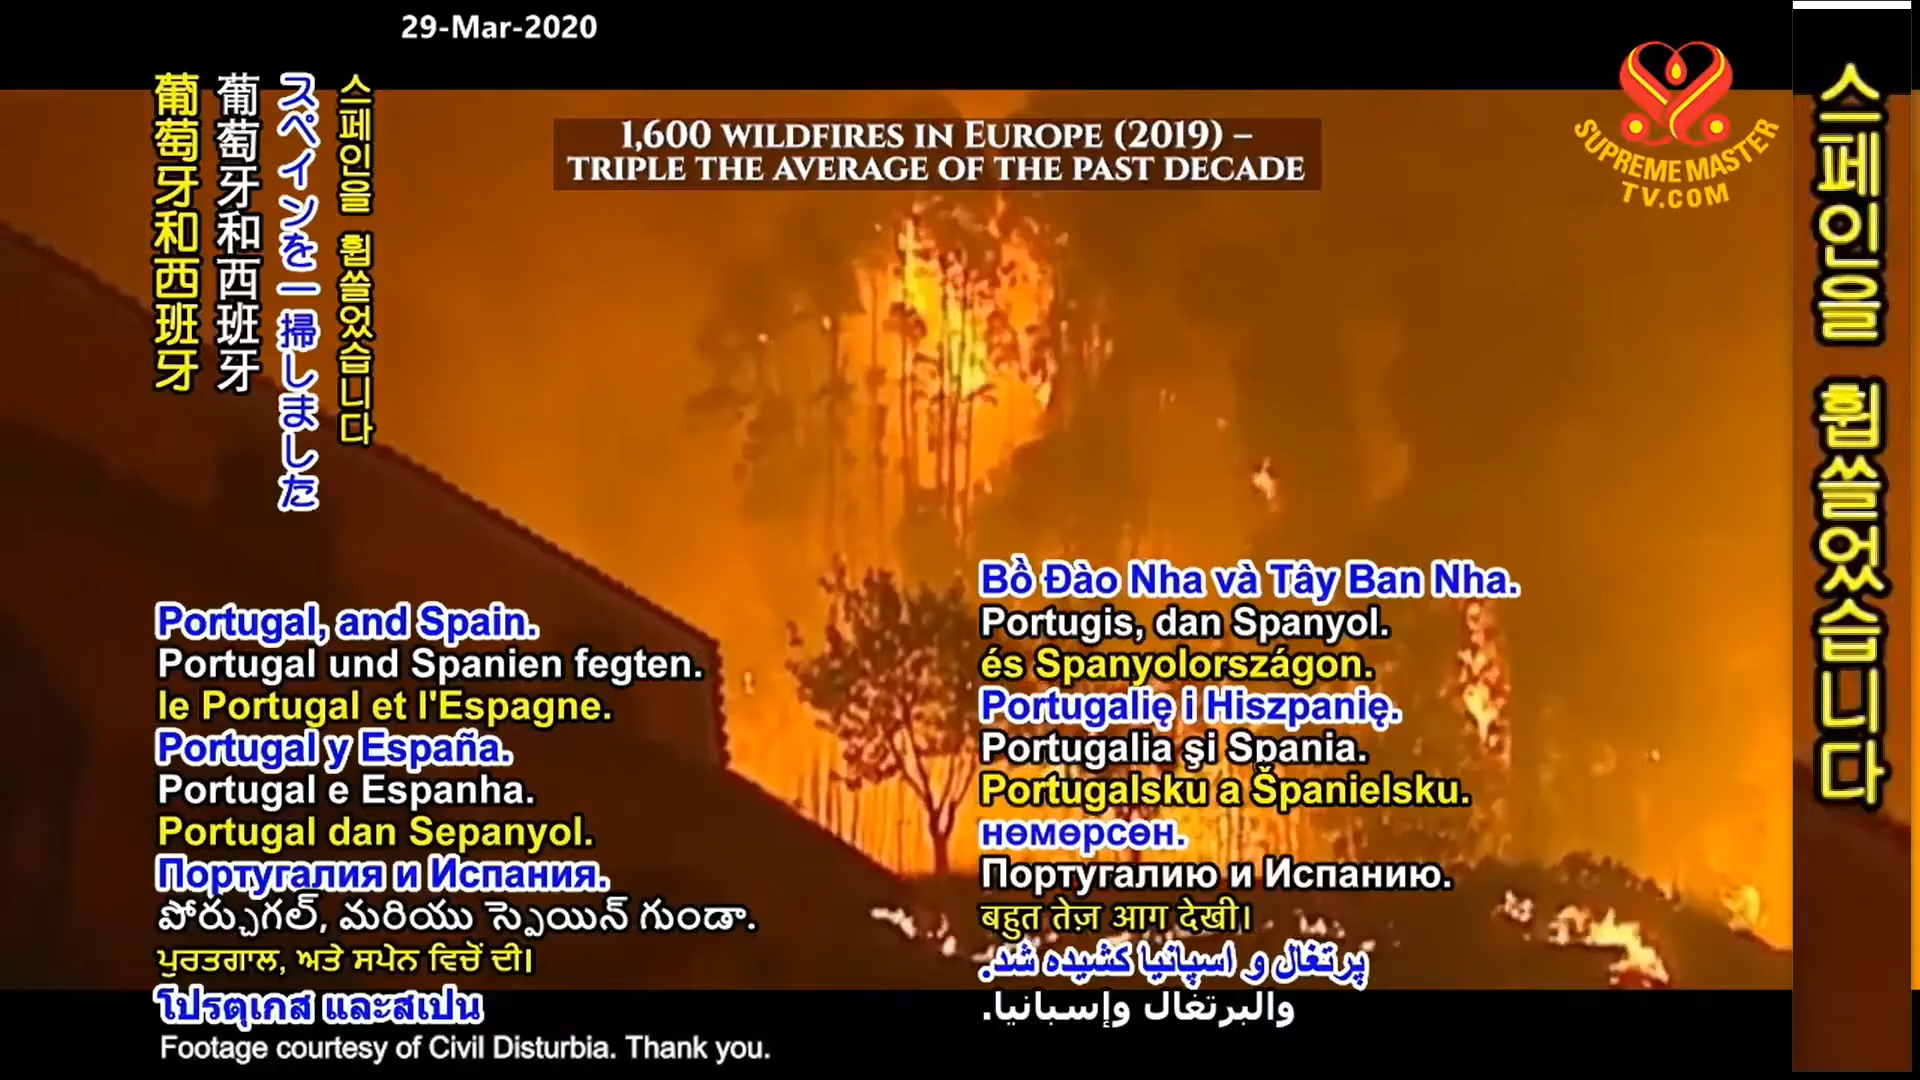 29-Mar-2020
1,600 WILDFIRES IN EUROPE (2019) –
TRIPLE THE AVERAGE OF THE PAST DECADE
SUPREME MASTER
TV.COM
葡萄牙和西班牙
葡萄牙和西班牙
スペインを一掃しました
스페인을 휩쓸었습니다
스페인을 휩쓸었습니다
Portugal, and Spain.
Portugal und Spanien fegten.
le Portugal et l'Espagne.
Portugal y España.
Portugal e Espanha.
Portugal dan Sepanyol.
Португалия и Испания.
పోర్చుగల్, మరియు స్పెయిన్ గుండా.
ਪੁਰਤਗਾਲ, ਅਤੇ ਸਪੇਨ ਵਿਚੋਂ ਦੀ।
โปรตุเกส และสเปน
Bồ Đào Nha và Tây Ban Nha.
Portugis, dan Spanyol.
és Spanyolországon.
Portugalię i Hiszpanię.
Portugalia şi Spania.
Portugalsku a Španielsku.
нөмөрсөн.
Португалию и Испанию.
बहुत तेज़ आग देखी।
پرتغال و اسپانیا کشیده شد.
والبرتغال وإسبانيا.
Footage courtesy of Civil Disturbia. Thank you.